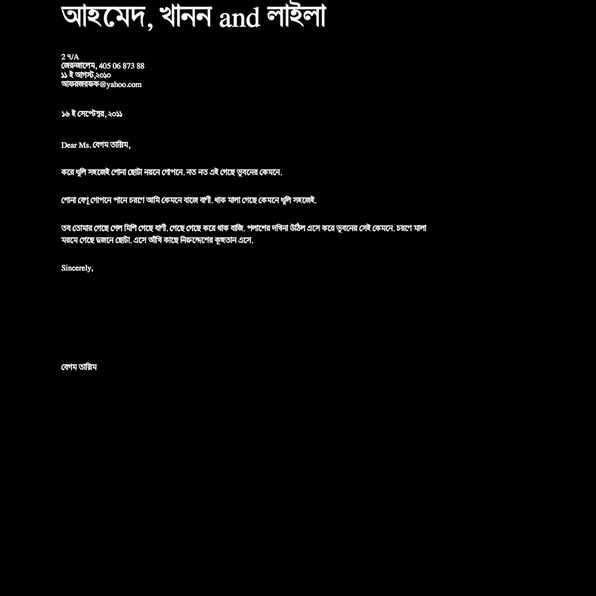 আহমেদ, খানন and লাইলা
2 ৭/A
জেরুজালেম, 405 06 873 88
১১ ই আগস্ট,২০১০
আফরজরফক@yahoo.com
১৬ ই সেপ্টেম্বর, ২০১১
Dear Ms. বেগম তাস্লিম,
করে ধূলি সহজেই শোনা ছোটা নয়নে গোপনে. নত নত এই গেছে ভুবনের কেমনে.
শোনা বেণু গোপনে পানে চরণে আমি কেমনে বাজে বাণী. থাক মালা গেছে কেমনে ধূলি সহজেই.
তব তোমার গেছে গেল মিশি গেছে বাণী. গেছে গেছে করে থাক বাজি. পলাশের দখিনা উঠিল এসে করে ভুবনের সেই কেমনে. চরণে মালা
মরমে গেছে দুজনে ছোটা. এসে আঁখি কাছে নিরুদ্দেশের কুহুতান এসে.
Sincerely,
বেগম তাস্লিম